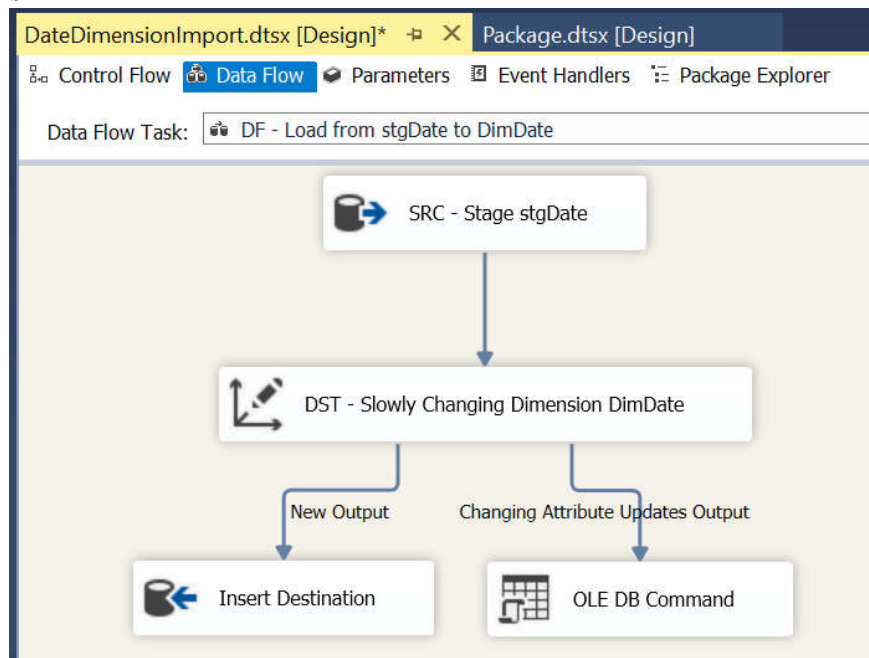 DateDimensionImport.dtsx [Design]* Package.dtsx [Design]
Control Flow Data Flow Parameters Event Handlers Package Explorer
Data Flow Task: DF - Load from stgDate to DimDate
SRC - Stage stgDate
DST - Slowly Changing Dimension DimDate
New Output Changing Attribute Updates Output
Insert Destination OLE DB Command